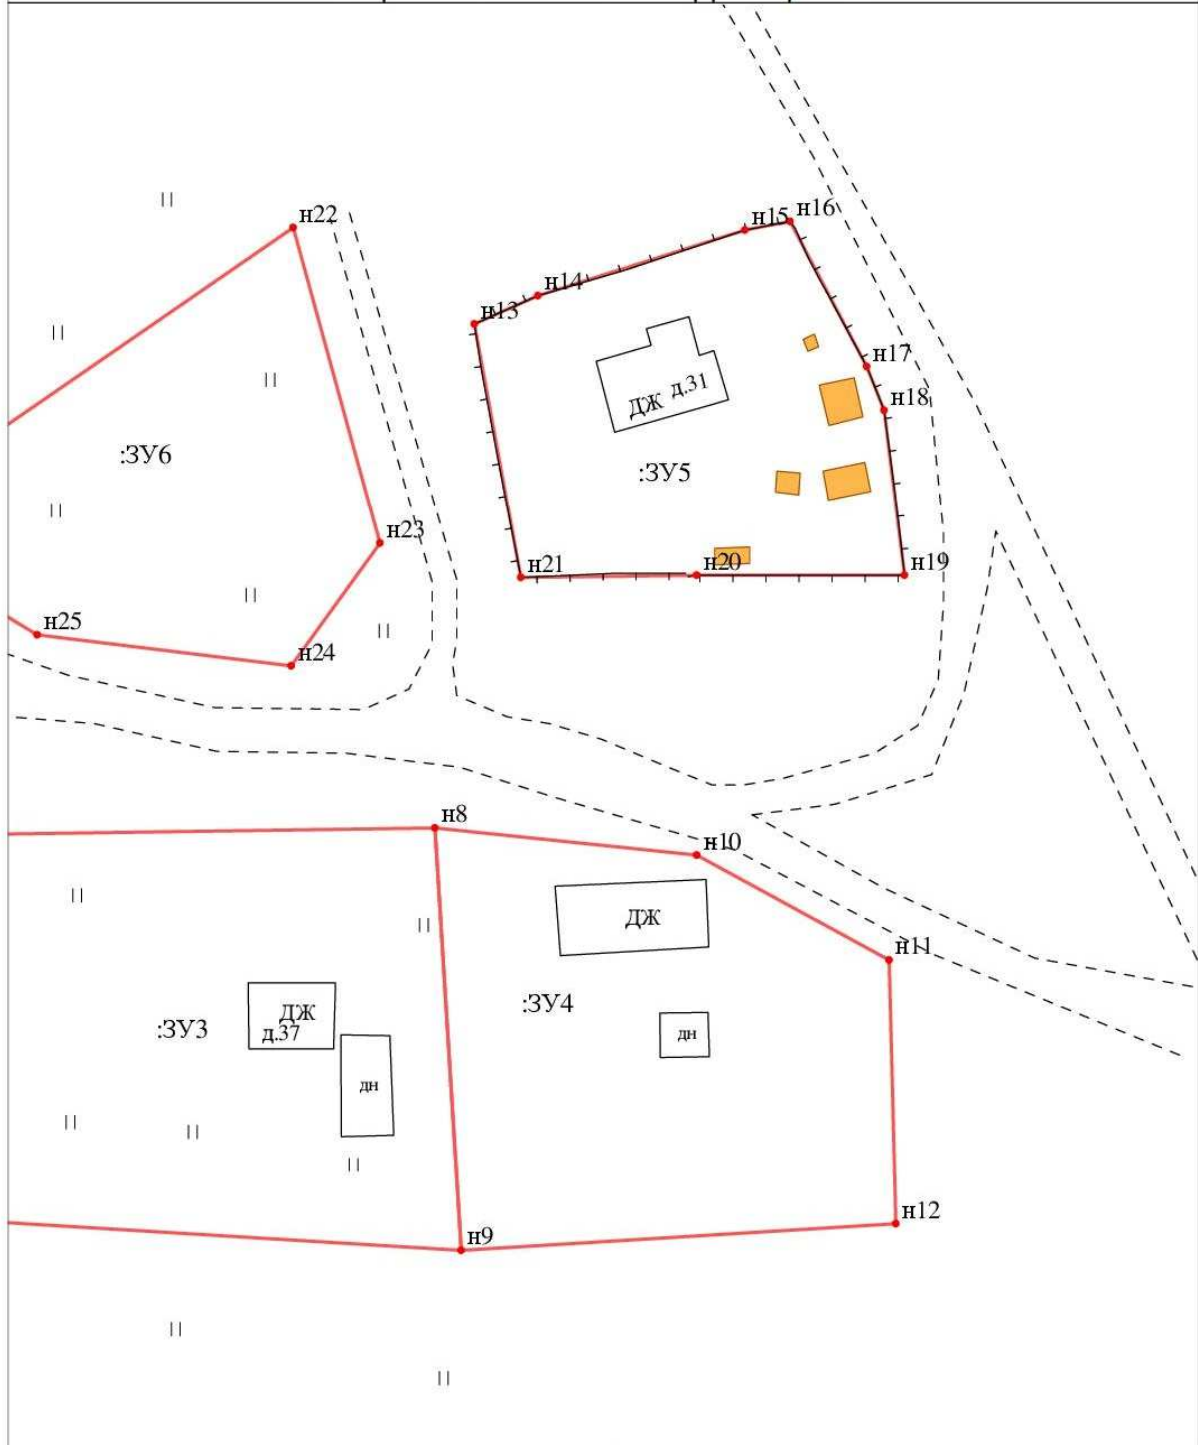 н16
н22
н15
н14
н13
н17
д.31
ДЖ
н18
:ЗУ6
:ЗУ5
н23
н21
н20
н19
н25
н24
н8
н10
ДЖ
н11
:ЗУ4
ДЖ
:ЗУ3
д.37
дн
дн
н12
н9